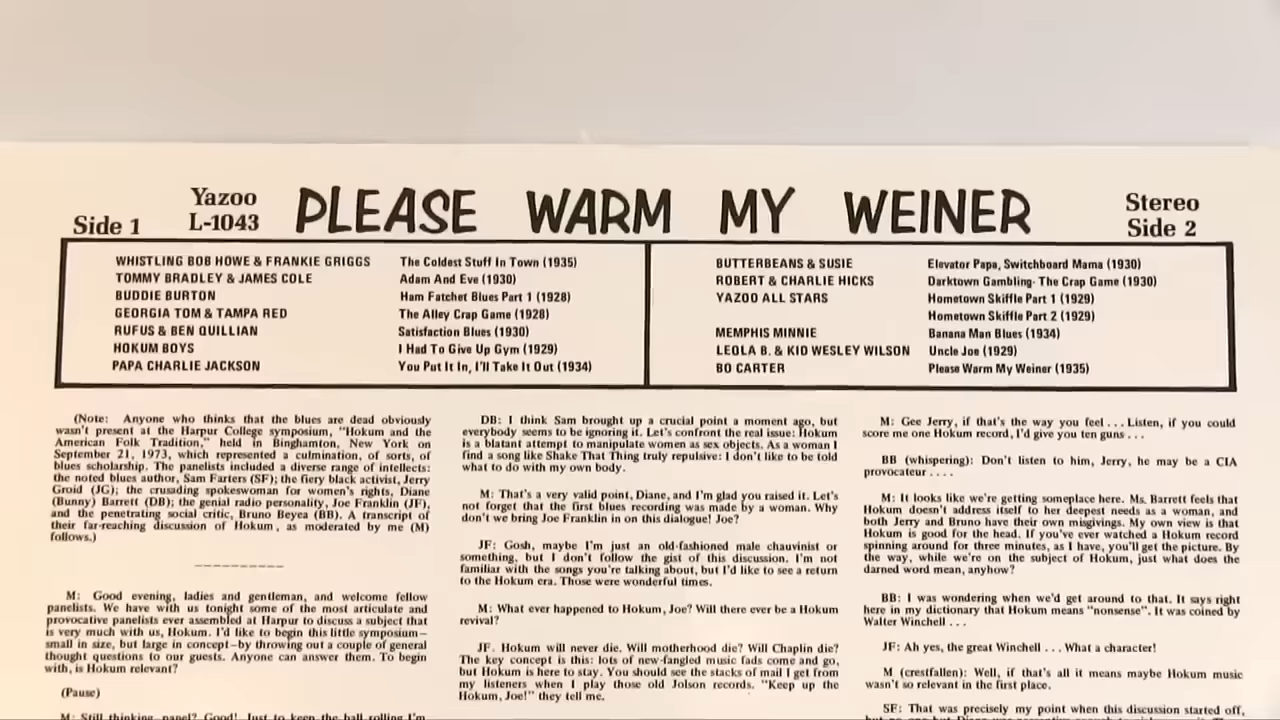 Side 1
Yazoo
L-1043
PLEASE WARM MY WEINER
Stereo
Side 2
WHISTLING BOB HOWE & FRANKIE GRIGGS The Coldest Stuff In Town (1935)
TOMMY BRADLEY & JAMES COLE Adam And Eve (1930)
BUDDIE BURTON Ham Fatchet Blues Part 1 (1928)
GEORGIA TOM & TAMPA RED The Alley Crap Game (1928)
RUFUS & BEN QUILLIAN Satisfaction Blues (1930)
HOKUM BOYS I Had To Give Up Gym (1929)
PAPA CHARLIE JACKSON You Put It In, I'll Take It Out (1934)
BUTTERBEANS & SUSIE Elevator Papa, Switchboard Mama (1930)
ROBERT & CHARLIE HICKS Darktown Gambling- The Crap Game (1930)
YAZOO ALL STARS Hometown Skiffle Part 1 (1929)
Hometown Skiffle Part 2 (1929)
MEMPHIS MINNIE Banana Man Blues (1934)
LEOLA B. & KID WESLEY WILSON Uncle Joe (1929)
BO CARTER Please Warm My Weiner (1935)
(Note: Anyone who thinks that the blues are dead obviously
wasn't present at the Harpur College symposium, "Hokum and the
American Folk Tradition," held in Binghamton, New York on
September 21, 1973, which represented a culmination, of sorts, of
blues scholarship. The panelists included a diverse range of intellects:
the noted blues author, Sam Farters (SF); the fiery black activist, Jerry
Groid (JG); the crusading spokeswoman for women's rights, Diane
(Bunny) Barrett (DB); the genial radio personality, Joe Franklin (JF),
and the penetrating social critic, Bruno Beyea (BB). A transcript of
their far-reaching discussion of Hokum, as moderated by me (M)
follows.)
----------
M: Good evening, ladies and gentleman, and welcome fellow
panelists. We have with us tonight some of the most articulate and
provocative panelists ever assembled at Harpur to discuss a subject that
is very much with us, Hokum. I'd like to begin this little symposium—
small in size, but large in concept—by throwing out a couple of general
thought questions to our guests. Anyone can answer them. To begin
with, is Hokum relevant?
(Pause)
M: Still thinking, panel? Good! Just to keep the ball rolling I'm
DB: I think Sam brought up a crucial point a moment ago, but
everybody seems to be ignoring it. Let's confront the real issue: Hokum
is a blatant attempt to manipulate women as sex objects. As a woman I
find a song like Shake That Thing truly repulsive: I don't like to be told
what to do with my own body.
M: That's a very valid point, Diane, and I'm glad you raised it. Let's
not forget that the first blues recording was made by a woman. Why
don't we bring Joe Franklin in on this dialogue! Joe?
JF: Gosh, maybe I'm just an old-fashioned male chauvinist or
something, but I don't follow the gist of this discussion. I'm not
familiar with the songs you're talking about, but I'd like to see a return
to the Hokum era. Those were wonderful times.
M: What ever happened to Hokum, Joe? Will there ever be a Hokum
revival?
JF. Hokum will never die. Will motherhood die? Will Chaplin die?
The key concept is this: lots of new-fangled music fads come and go,
but Hokum is here to stay. You should see the stacks of mail I get from
my listeners when I play those old Jolson records. "Keep up the
Hokum, Joe!" they tell me.
M: Gee Jerry, if that's the way you feel . . . Listen, if you could
score me one Hokum record, I'd give you ten guns . . .
BB (whispering): Don't listen to him, Jerry, he may be a CIA
provocateur . . . .
M: It looks like we're getting someplace here. Ms. Barrett feels that
Hokum doesn't address itself to her deepest needs as a woman, and
both Jerry and Bruno have their own misgivings. My own view is that
Hokum is good for the head. If you've ever watched a Hokum record
spinning around for three minutes, as I have, you'll get the picture. By
the way, while we're on the subject of Hokum, just what does the
darned word mean, anyhow?
BB: I was wondering when we'd get around to that. It says right
here in my dictionary that Hokum means "nonsense". It was coined by
Walter Winchell . . .
JF: Ah yes, the great Winchell . . . What a character!
M (crestfallen): Well, if that's all it means maybe Hokum music
wasn't so relevant in the first place.
SF: That was precisely my point when this discussion started off,